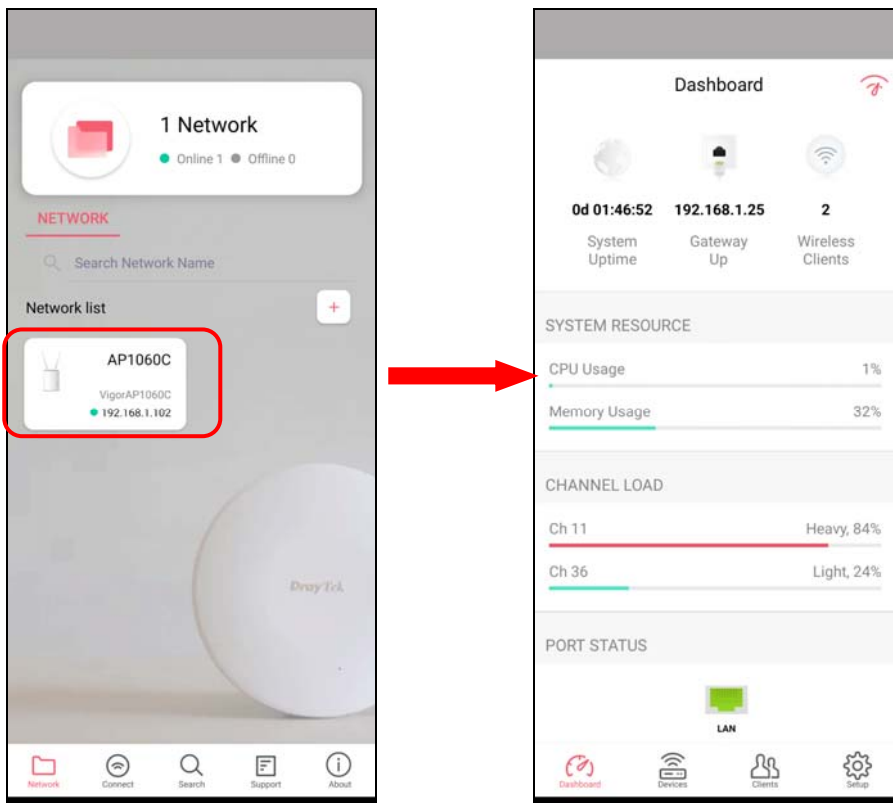 1 Network
Online 1 Offline 0
NETWORK
Search Network Name
Network list
+
AP1060C
VigorAP1060C
192.168.1.102
DrayTek
Network Connect Search Support About
Dashboard
0d 01:46:52 192.168.1.25 2
System Gateway Wireless
Uptime Up Clients
SYSTEM RESOURCE
CPU Usage 1%
Memory Usage 32%
CHANNEL LOAD
Ch 11 Heavy, 84%
Ch 36 Light, 24%
PORT STATUS
LAN
Dashboard Devices Clients Setup